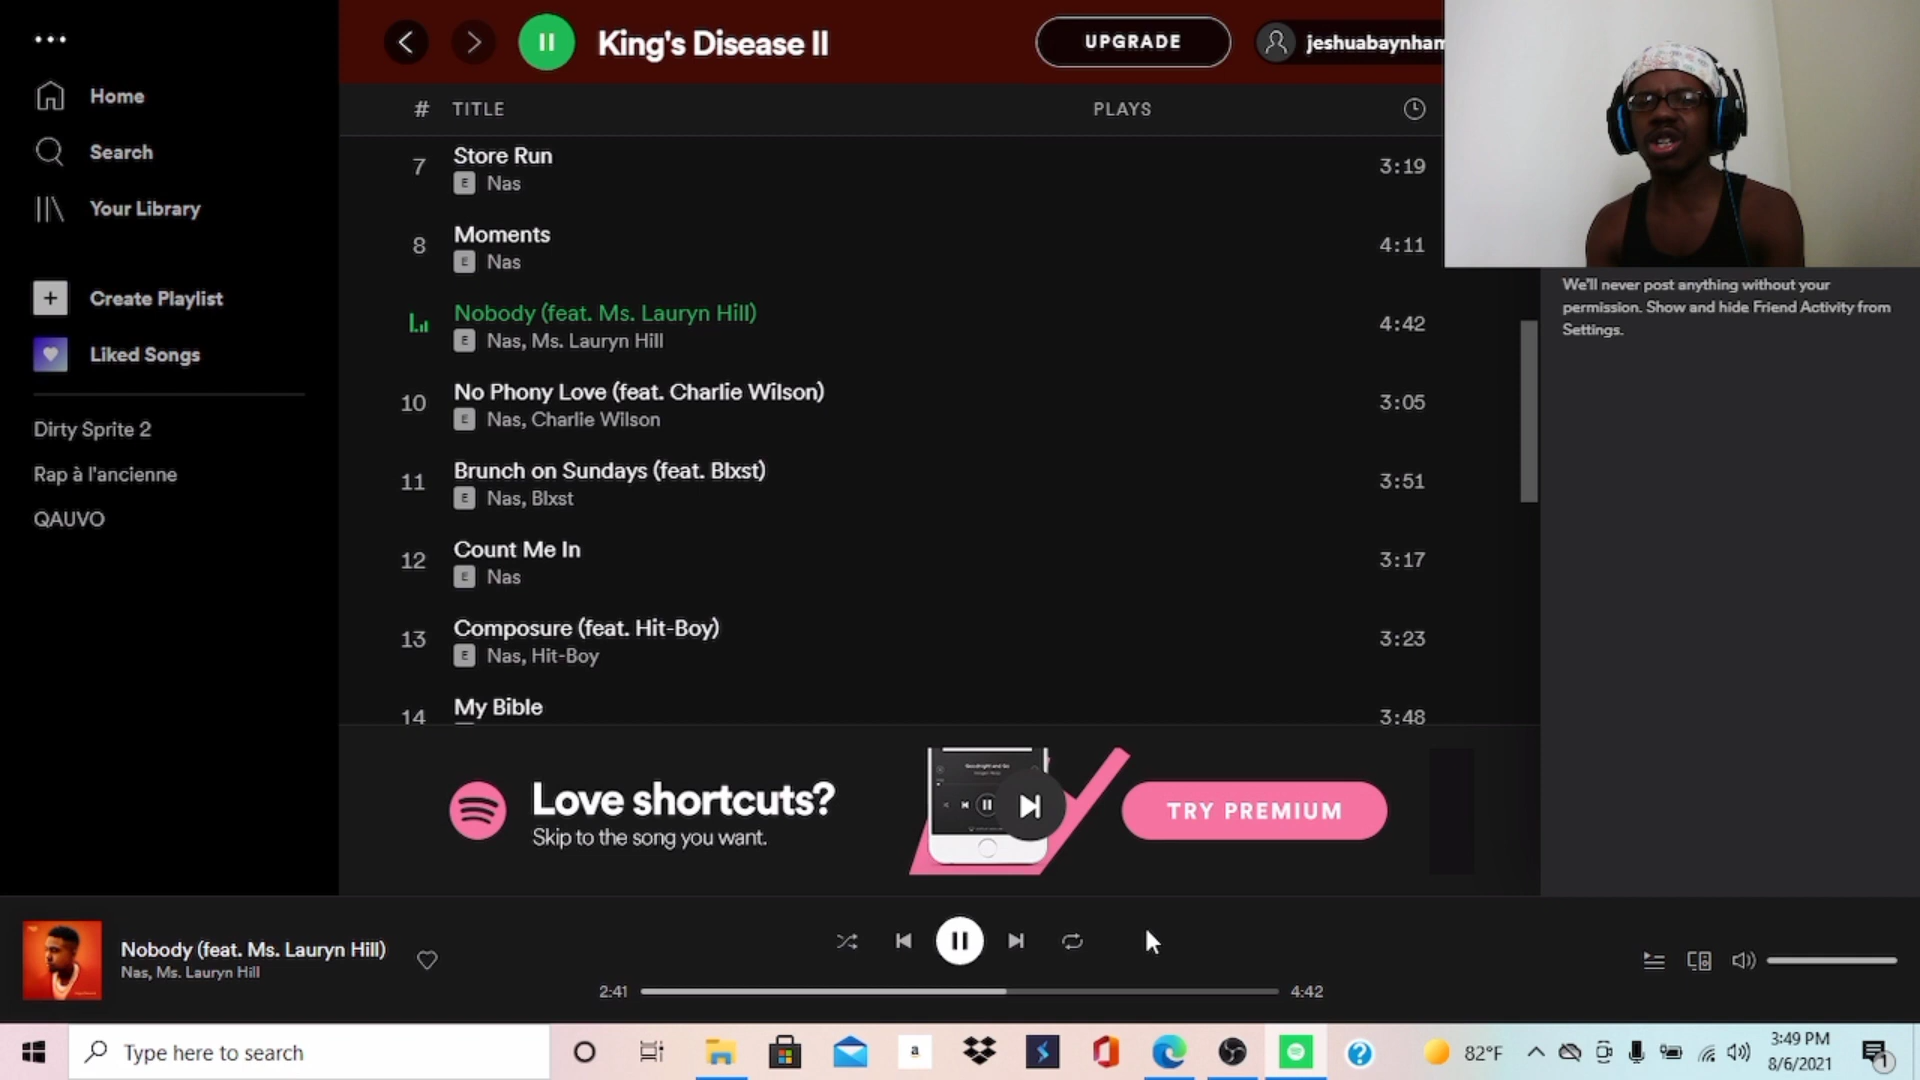 King's Disease II
UPGRADE
jeshuabaynham
Home
Search
Your Library
Create Playlist
Liked Songs
Dirty Sprite 2
Rap à l'ancienne
QAUVO
# TITLE PLAYS
7 Store Run 3:19
E Nas
8 Moments 4:11
E Nas
Nobody (feat. Ms. Lauryn Hill) 4:42
E Nas, Ms. Lauryn Hill
10 No Phony Love (feat. Charlie Wilson) 3:05
E Nas, Charlie Wilson
11 Brunch on Sundays (feat. Blxst) 3:51
E Nas, Blxst
12 Count Me In 3:17
E Nas
13 Composure (feat. Hit-Boy) 3:23
E Nas, Hit-Boy
14 My Bible 3:48
We'll never post anything without your
permission. Show and hide Friend Activity from
Settings.
Love shortcuts?
Skip to the song you want.
TRY PREMIUM
Nobody (feat. Ms. Lauryn Hill)
Nas, Ms. Lauryn Hill
2:41 4:42
Type here to search
a
82°F
3:49 PM
8/6/2021
1